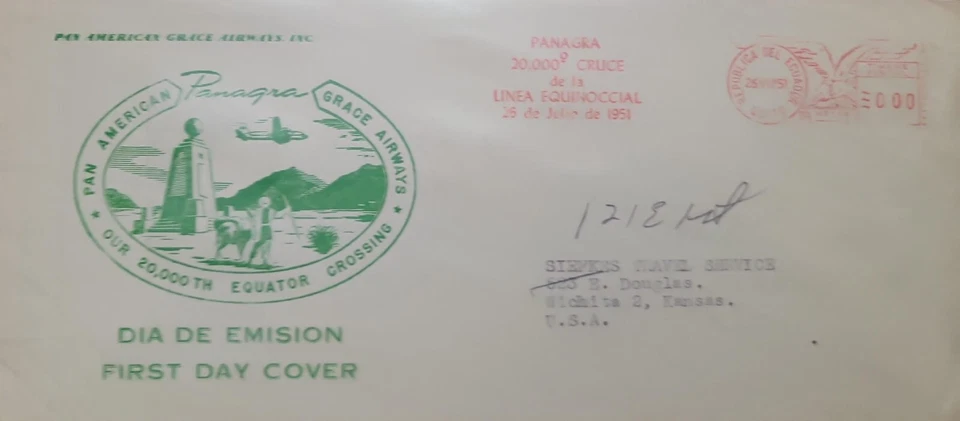 PAN AMERICAN GRACE AIRWAYS, INC.
PANAGRA
20,000º CRUCE
de la
LINEA EQUINOCCIAL
26 de Julio de 1951
REPUBLICA DEL ECUADOR
Panagra
PAN AMERICAN GRACE AIRWAYS
★ OUR 20,000TH EQUATOR CROSSING ★
TRAVEL SERVICE
E. Douglas.
Wichita 2, Kansas.
U.S.A.
DIA DE EMISION
FIRST DAY COVER